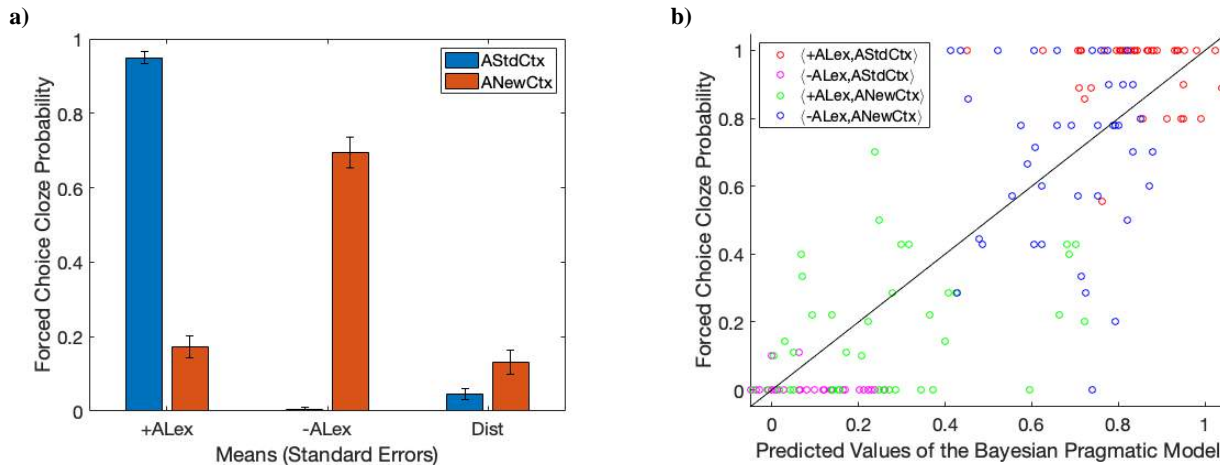 a)
1
0.8
0.6
0.4
0.2
0
Forced Choice Cloze Probability
AStdCtx
ANewCtx
+ALex
-ALex
Dist
Means (Standard Errors)
b)
1
0.8
0.6
0.4
0.2
0
Forced Choice Cloze Probability
⟨+ALex,AStdCtx⟩
⟨-ALex,AStdCtx⟩
⟨+ALex,ANewCtx⟩
⟨-ALex,ANewCtx⟩
0 0.2 0.4 0.6 0.8 1
Predicted Values of the Bayesian Pragmatic Model